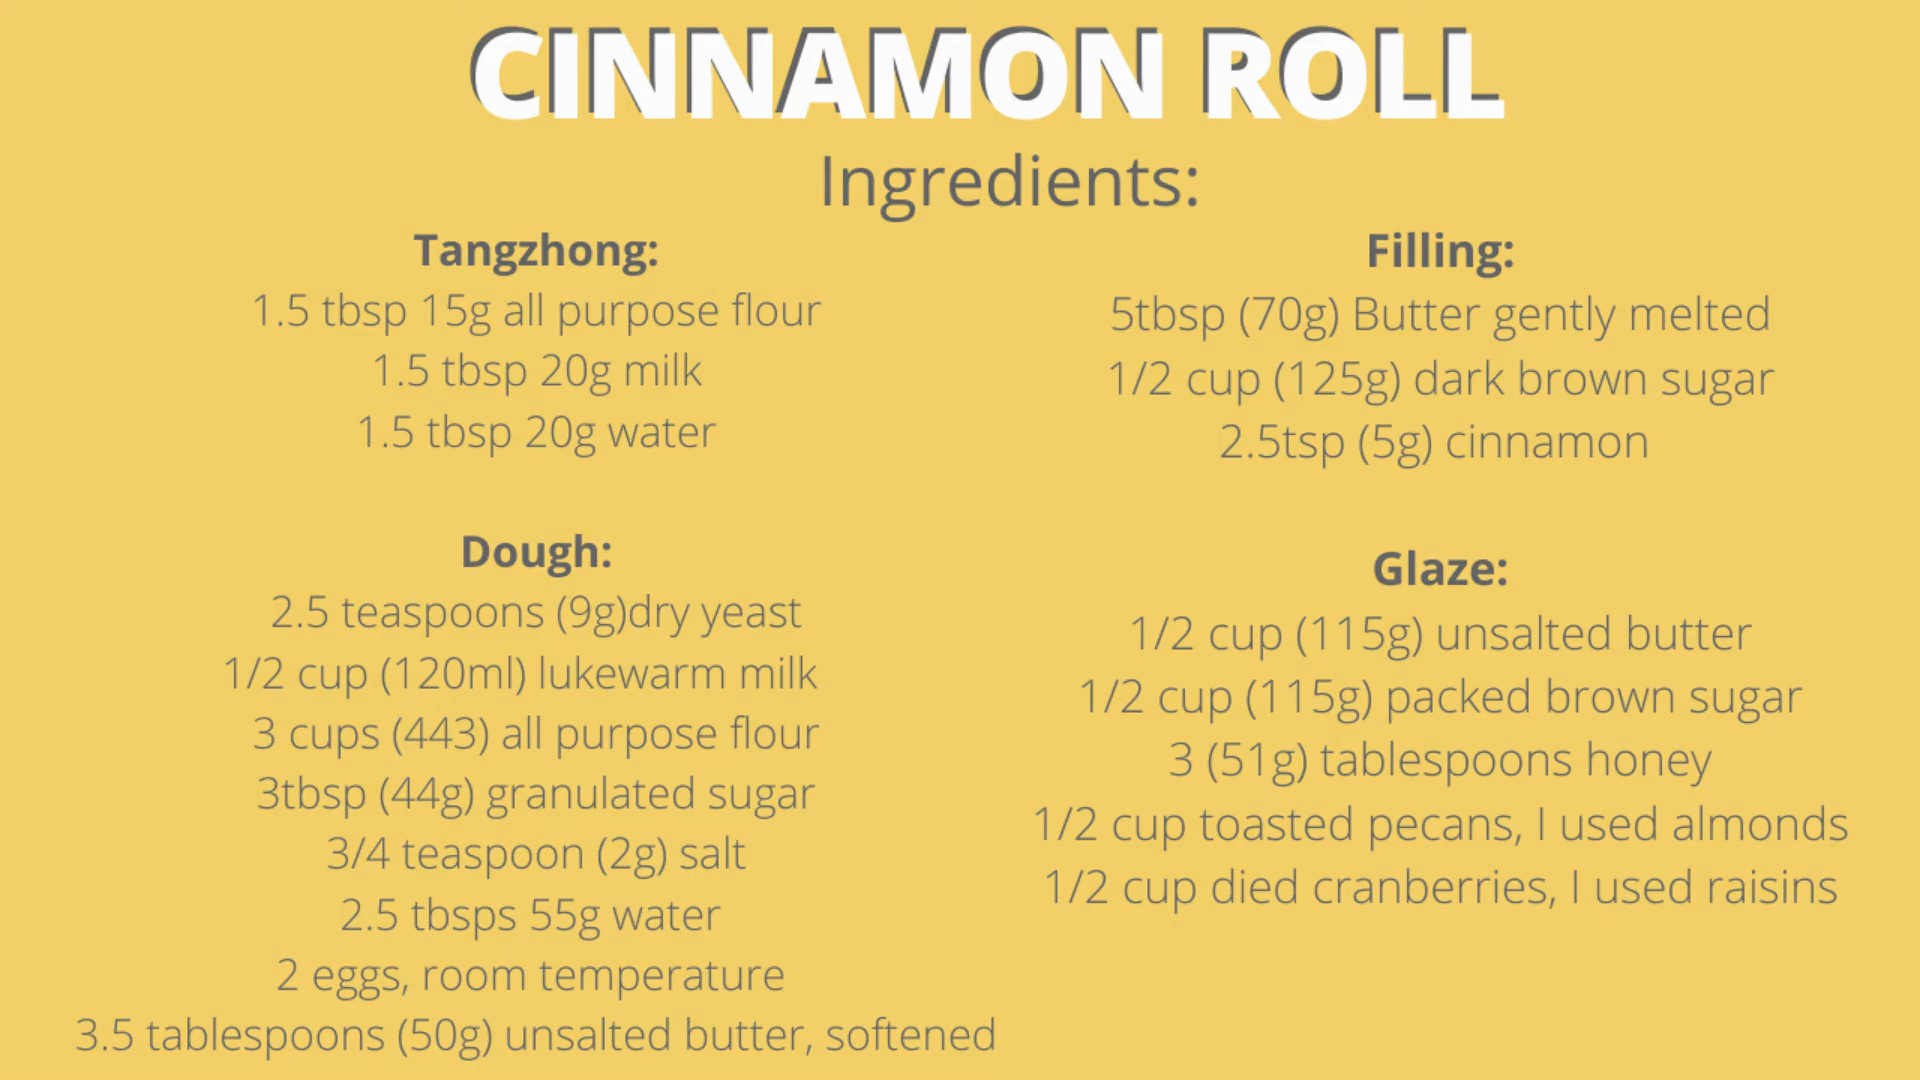 CINNAMON ROLL
Ingredients:
Tangzhong:
1.5 tbsp 15g all purpose flour
1.5 tbsp 20g milk
1.5 tbsp 20g water
Dough:
2.5 teaspoons (9g)dry yeast
1/2 cup (120ml) lukewarm milk
3 cups (443) all purpose flour
3tbsp (44g) granulated sugar
3/4 teaspoon (2g) salt
2.5 tbsps 55g water
2 eggs, room temperature
3.5 tablespoons (50g) unsalted butter, softened
Filling:
5tbsp (70g) Butter gently melted
1/2 cup (125g) dark brown sugar
2.5tsp (5g) cinnamon
Glaze:
1/2 cup (115g) unsalted butter
1/2 cup (115g) packed brown sugar
3 (51g) tablespoons honey
1/2 cup toasted pecans, I used almonds
1/2 cup died cranberries, I used raisins